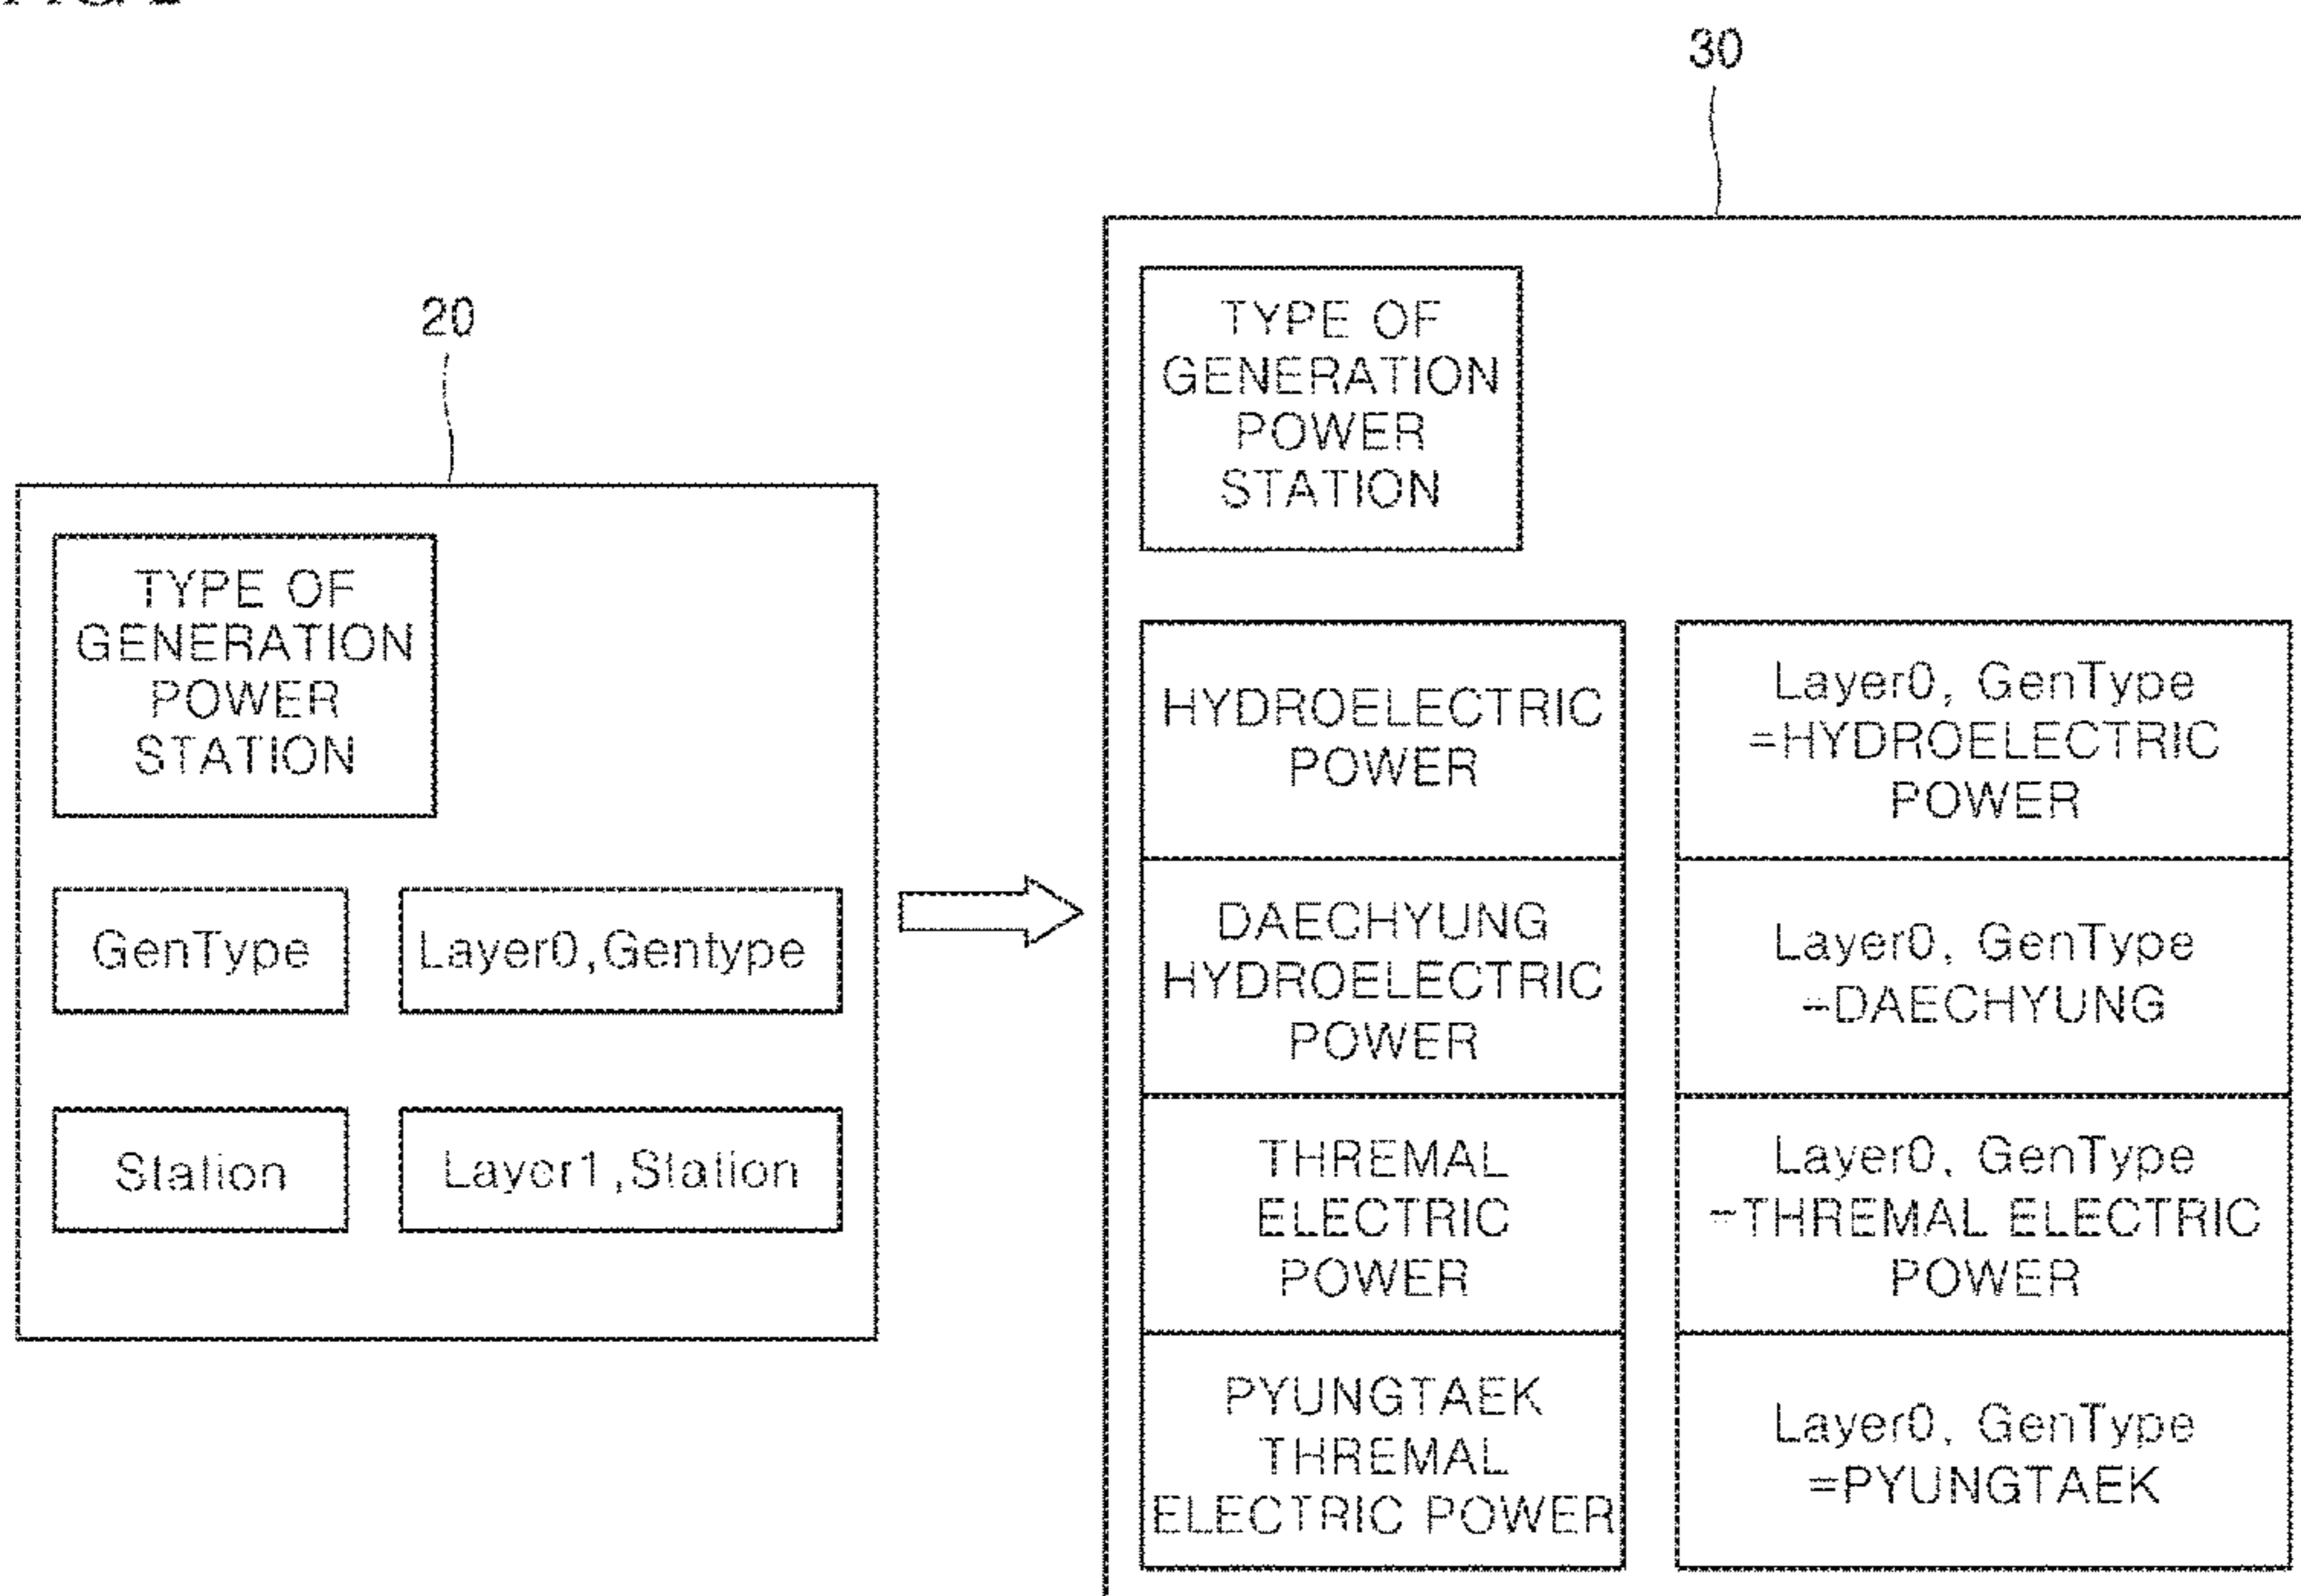 30
20
TYPE OF
GENERATION
POWER
STATION
GenType
Layer0,Gentype
Station
Layer1,Station
TYPE OF
GENERATION
POWER
STATION
HYDROELECTRIC
POWER
Layer0, GenType
=HYDROELECTRIC
POWER
DAECHYUNG
HYDROELECTRIC
POWER
Layer0, GenType
=DAECHYUNG
THREMAL
ELECTRIC
POWER
Layer0, GenType
=THREMAL ELECTRIC
POWER
PYUNGTAEK
THREMAL
ELECTRIC POWER
Layer0, GenType
=PYUNGTAEK